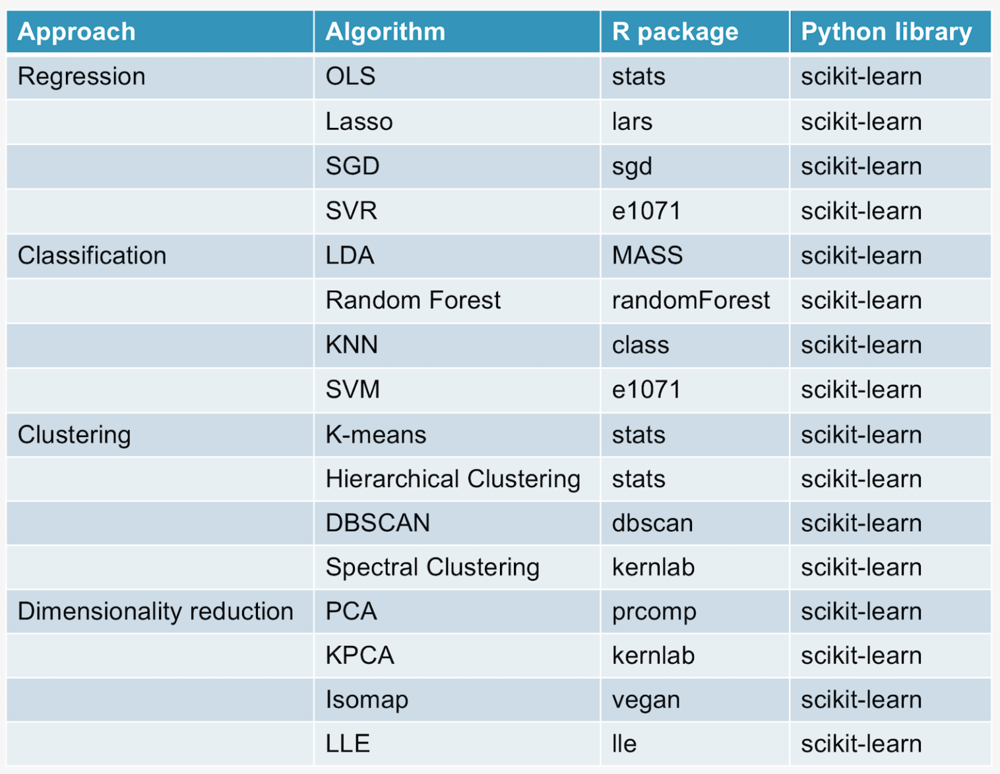 Approach Algorithm R package Python library
Regression OLS stats scikit-learn
Lasso lars scikit-learn
SGD sgd scikit-learn
SVR e1071 scikit-learn
Classification LDA MASS scikit-learn
Random Forest randomForest scikit-learn
KNN class scikit-learn
SVM e1071 scikit-learn
Clustering K-means stats scikit-learn
Hierarchical Clustering stats scikit-learn
DBSCAN dbscan scikit-learn
Spectral Clustering kernlab scikit-learn
Dimensionality reduction PCA prcomp scikit-learn
KPCA kernlab scikit-learn
Isomap vegan scikit-learn
LLE lle scikit-learn